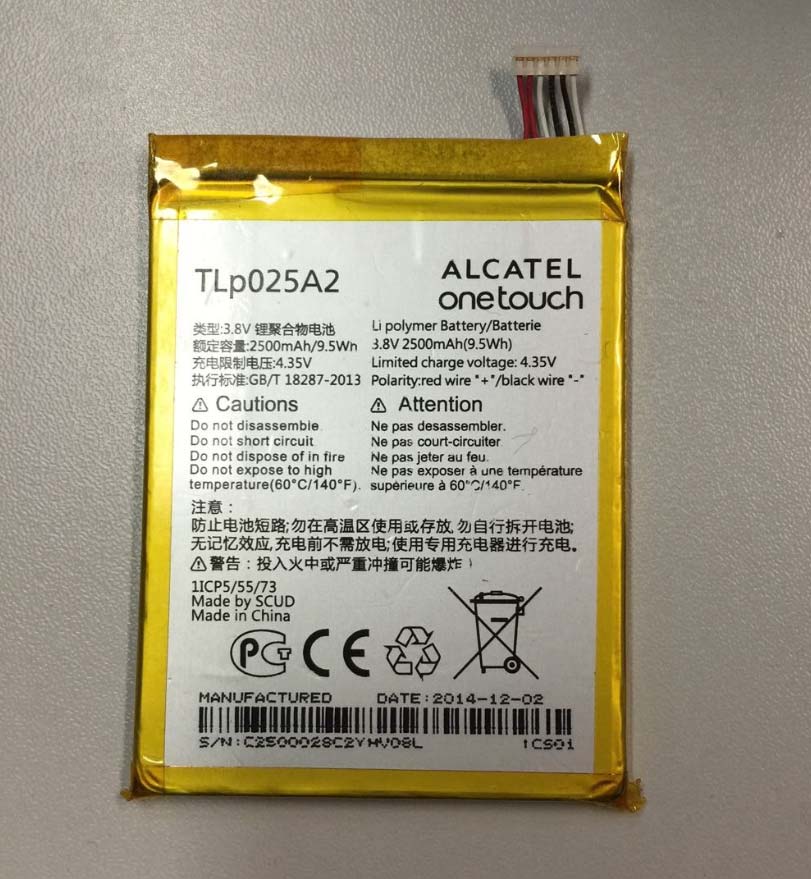 TLp025A2
ALCATEL
onetouch
类型:3.8V 锂聚合物电池
额定容量:2500mAh/9.5Wh
充电限制电压:4.35V
执行标准:GB/T 18287-2013
Li polymer Battery/Batterie
3.8V 2500mAh(9.5Wh)
Limited charge voltage: 4.35V
Polarity:red wire "+"/black wire "-"
⚠ Cautions
Do not disassemble
Do not short circuit
Do not dispose of in fire
Do not expose to high
temperature(60°C/140°F).
⚠ Attention
Ne pas desassembler.
Ne pas court-circuiter
Ne pas jeter au feu.
Ne pas exposer à une température
supérieure à 60°C/140°F.
注意:
防止电池短路;勿在高温区使用或存放,勿自行拆开电池;
无记忆效应,充电前不需放电;使用专用充电器进行充电。
⚠警告: 投入火中或严重冲撞可能爆炸
1ICP5/55/73
Made by SCUD
Made in China
PCT CE
MANUFACTURED DATE:2014-12-02
S/N:C2500028C2YHV08L